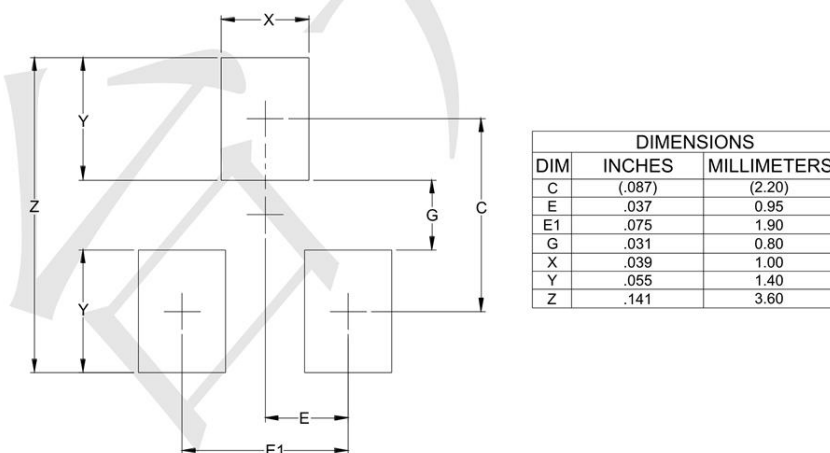 X
Y
Z
G
C
Y
E
E1
DIMENSIONS
DIM INCHES MILLIMETERS
C (.087) (2.20)
E .037 0.95
E1 .075 1.90
G .031 0.80
X .039 1.00
Y .055 1.40
Z .141 3.60